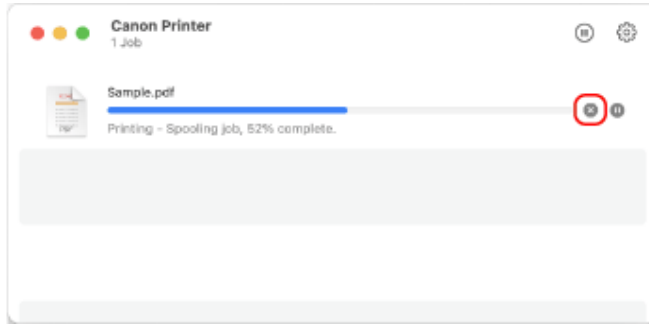 Canon Printer
1 Job
Sample.pdf
Printing - Spooling job, 52% complete.